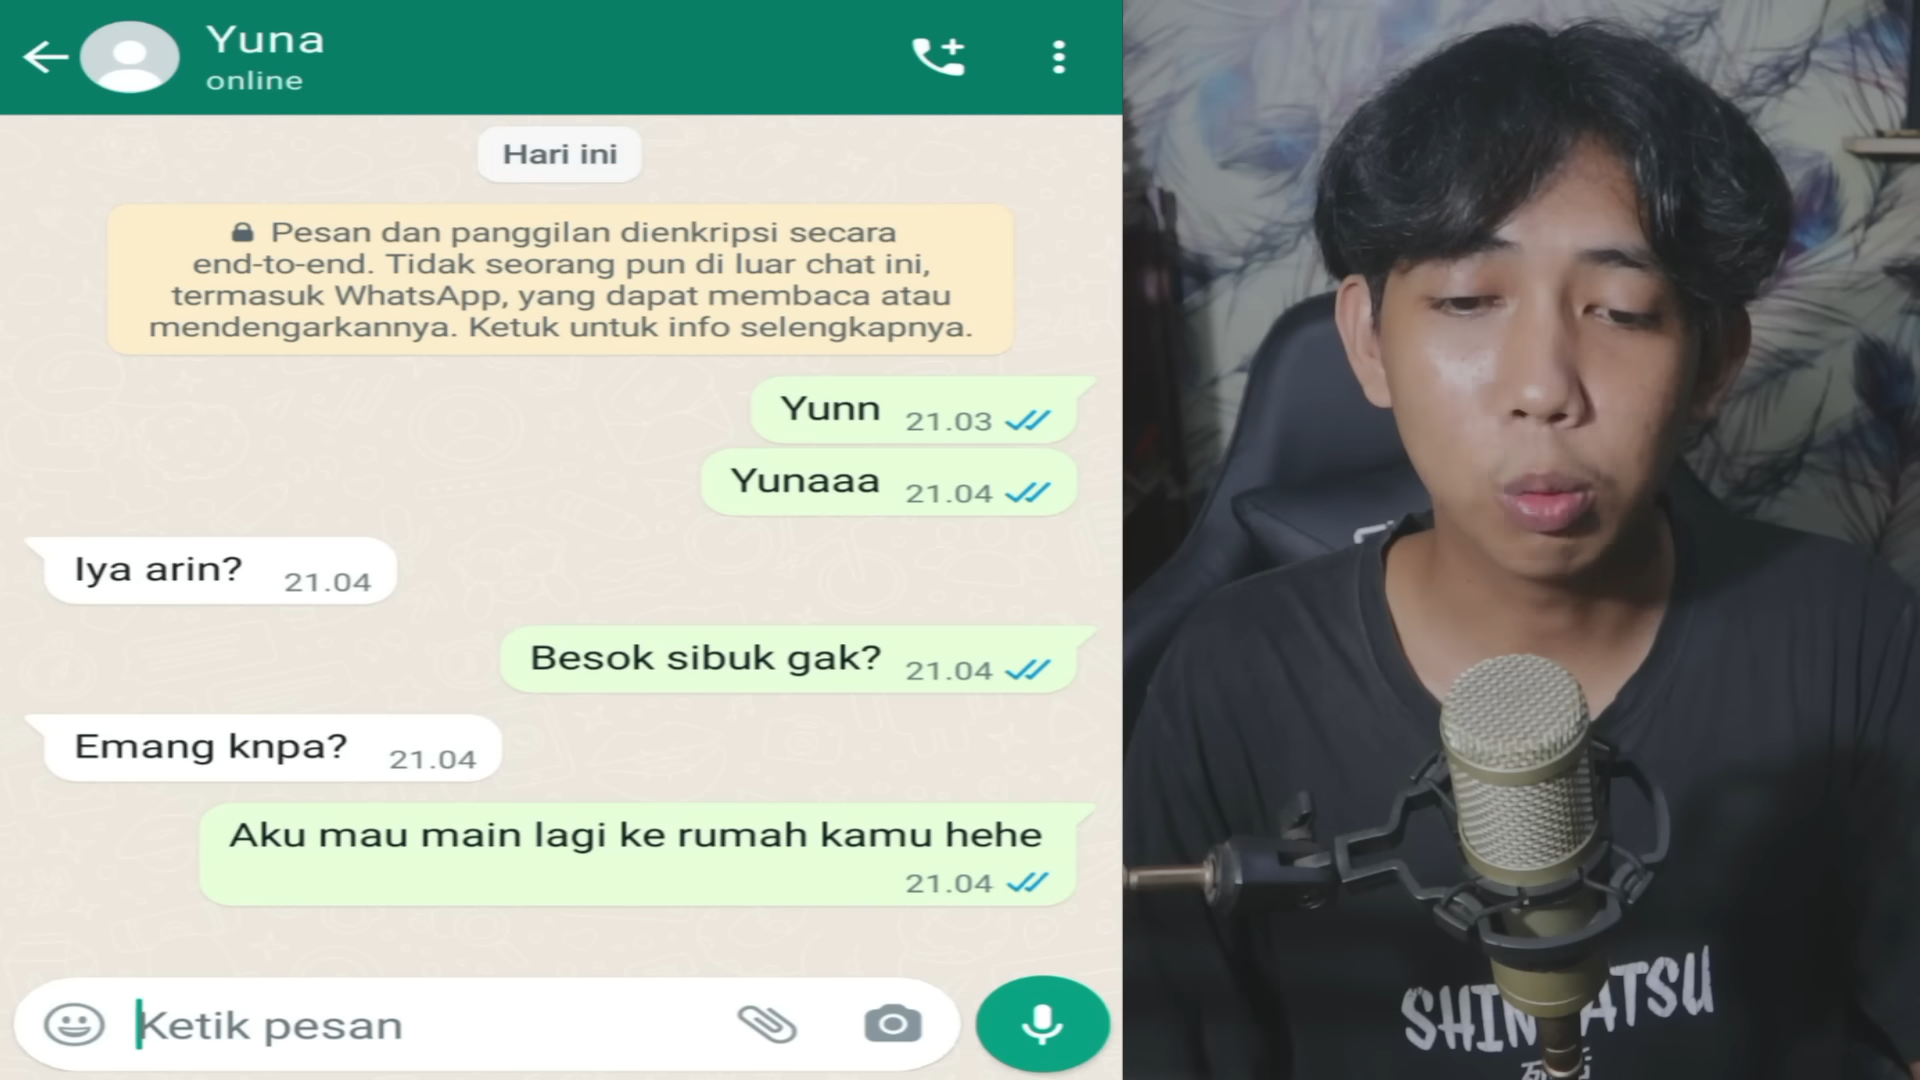 Yuna
online
Hari ini
Pesan dan panggilan dienkripsi secara
end-to-end. Tidak seorang pun di luar chat ini,
termasuk WhatsApp, yang dapat membaca atau
mendengarkannya. Ketuk untuk info selengkapnya.
Yunn 21.03
Yunaaa 21.04
Iya arin? 21.04
Besok sibuk gak? 21.04
Emang knpa? 21.04
Aku mau main lagi ke rumah kamu hehe
21.04
Ketik pesan